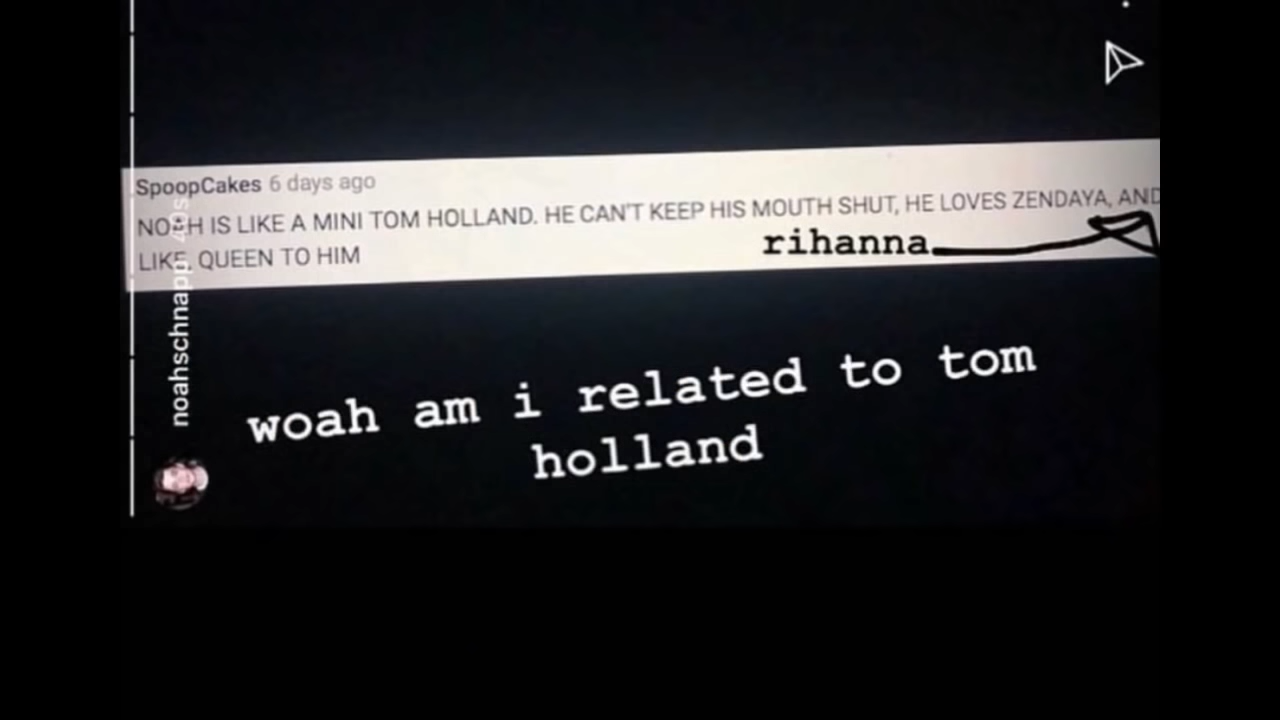 SpoopCakes 6 days ago
NOAH IS LIKE A MINI TOM HOLLAND. HE CAN'T KEEP HIS MOUTH SHUT, HE LOVES ZENDAYA, AND
LIKE QUEEN TO HIM
rihanna
woah am i related to tom
holland
noahschnapp